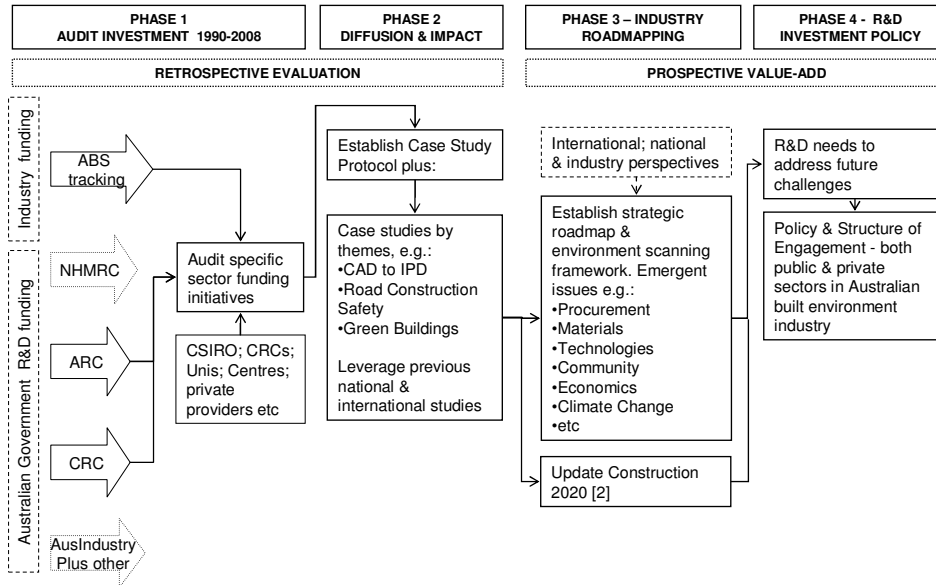 PHASE 1
AUDIT INVESTMENT 1990-2008
PHASE 2
DIFFUSION & IMPACT
PHASE 3 – INDUSTRY
ROADMAPPING
PHASE 4 - R&D
INVESTMENT POLICY
RETROSPECTIVE EVALUATION
PROSPECTIVE VALUE-ADD
Industry funding
Australian Government R&D funding
ABS
tracking
NHMRC
ARC
CRC
AusIndustry
Plus other
Audit specific
sector funding
initiatives
CSIRO; CRCs;
Unis; Centres;
private
providers etc
Establish Case Study
Protocol plus:
Case studies by
themes, e.g.:
•CAD to IPD
•Road Construction
Safety
•Green Buildings
Leverage previous
national &
international studies
International; national
& industry perspectives
Establish strategic
roadmap &
environment scanning
framework. Emergent
issues e.g.:
•Procurement
•Materials
•Technologies
•Community
•Economics
•Climate Change
•etc
Update Construction
2020 [2]
R&D needs to
address future
challenges
Policy & Structure of
Engagement - both
public & private
sectors in Australian
built environment
industry